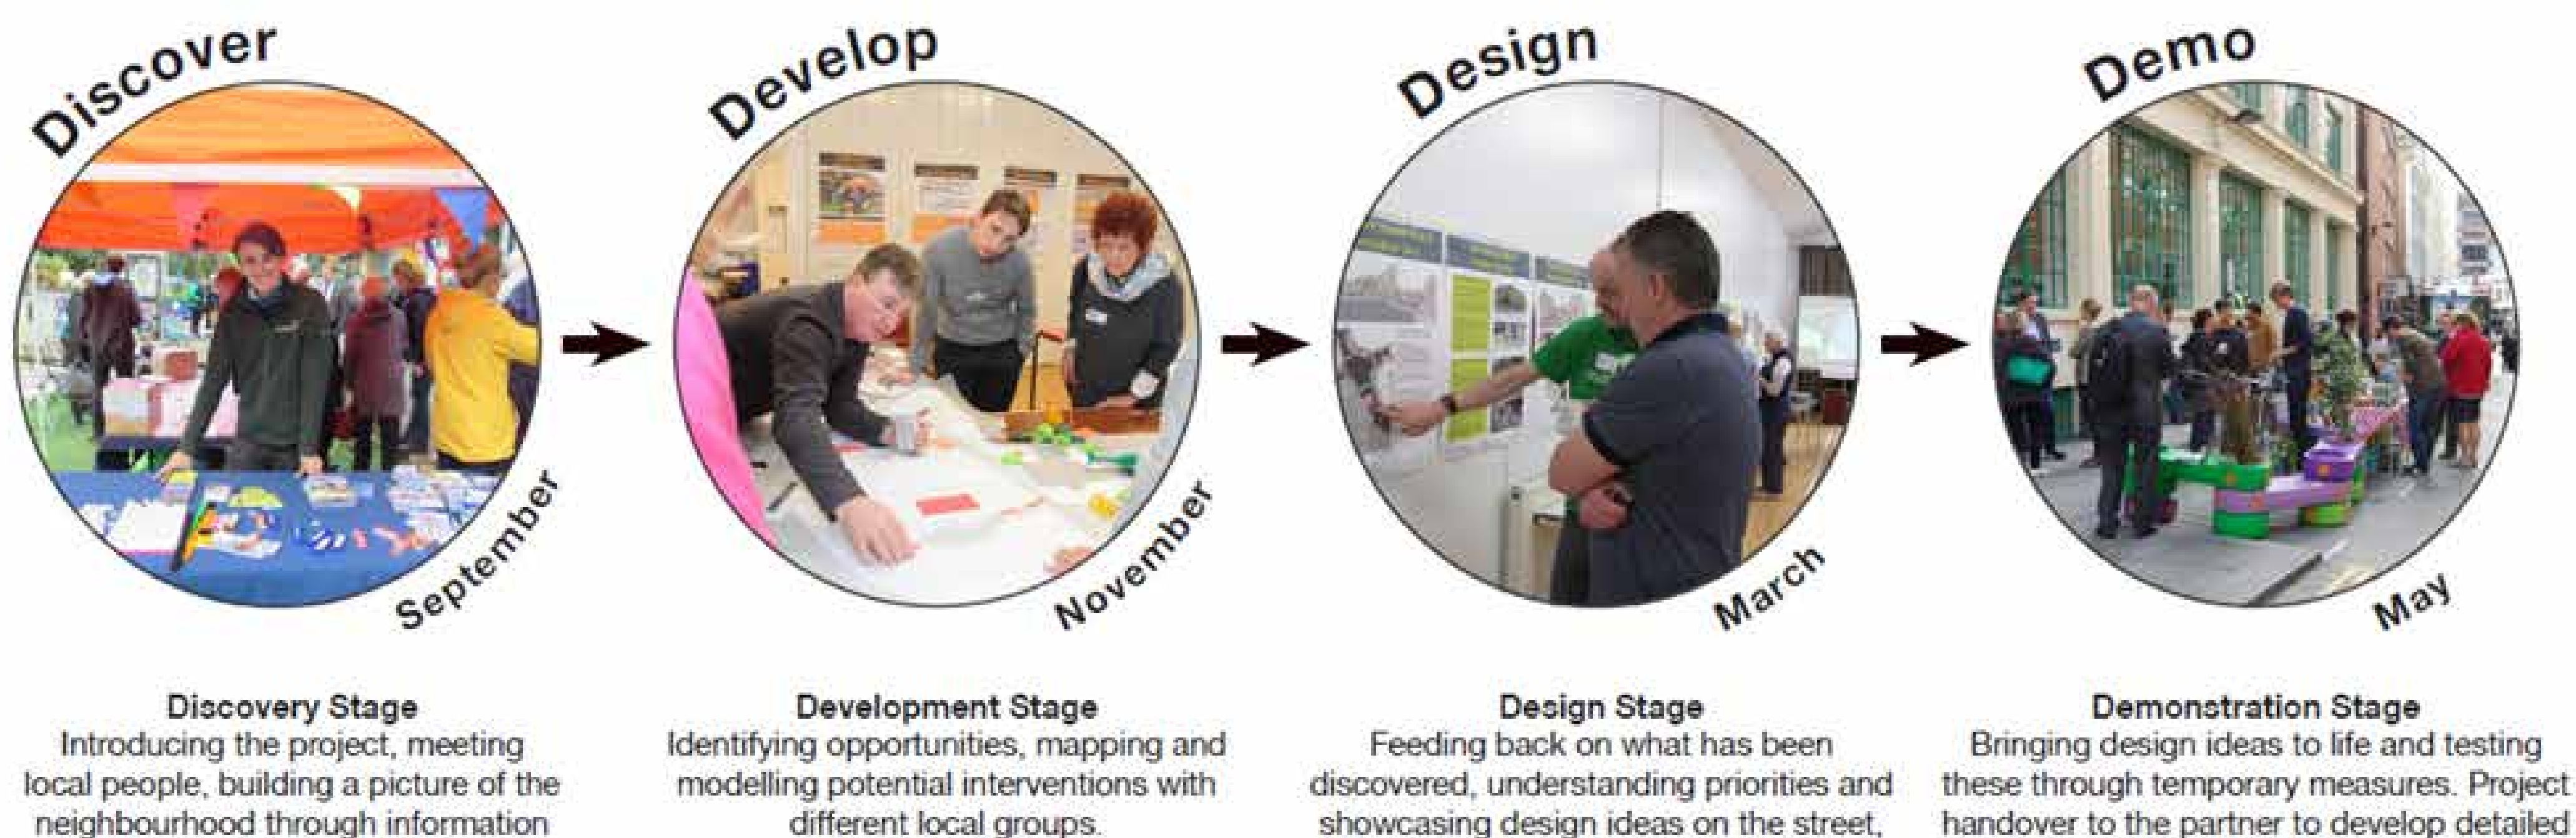 Discover
Develop
Design
Demo
September
November
March
May
Discovery Stage
Introducing the project, meeting
local people, building a picture of the
neighbourhood through information
Development Stage
Identifying opportunities, mapping and
modelling potential interventions with
different local groups.
Design Stage
Feeding back on what has been
discovered, understanding priorities and
showcasing design ideas on the street,
Demonstration Stage
Bringing design ideas to life and testing
these through temporary measures. Project
handover to the partner to develop detailed